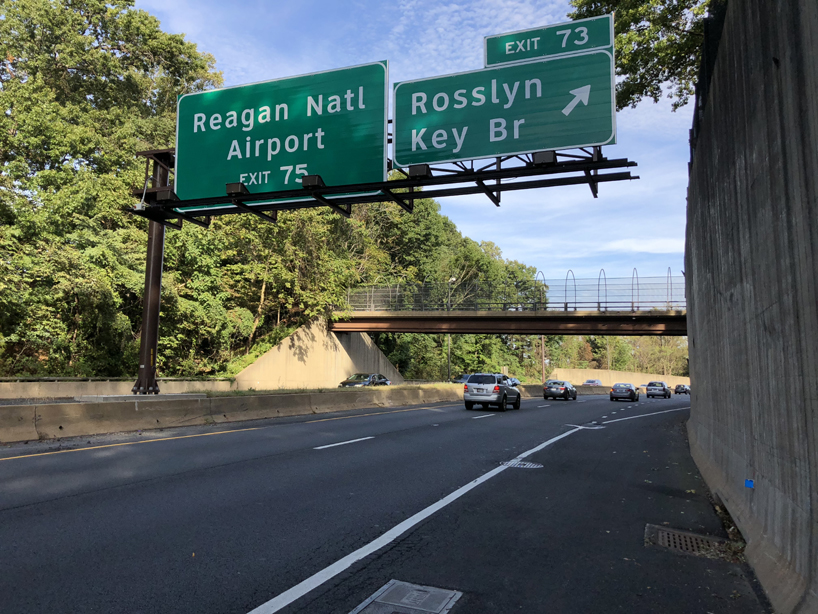 Reagan Natl
Airport
EXIT 75
EXIT 73
Rosslyn
Key Br